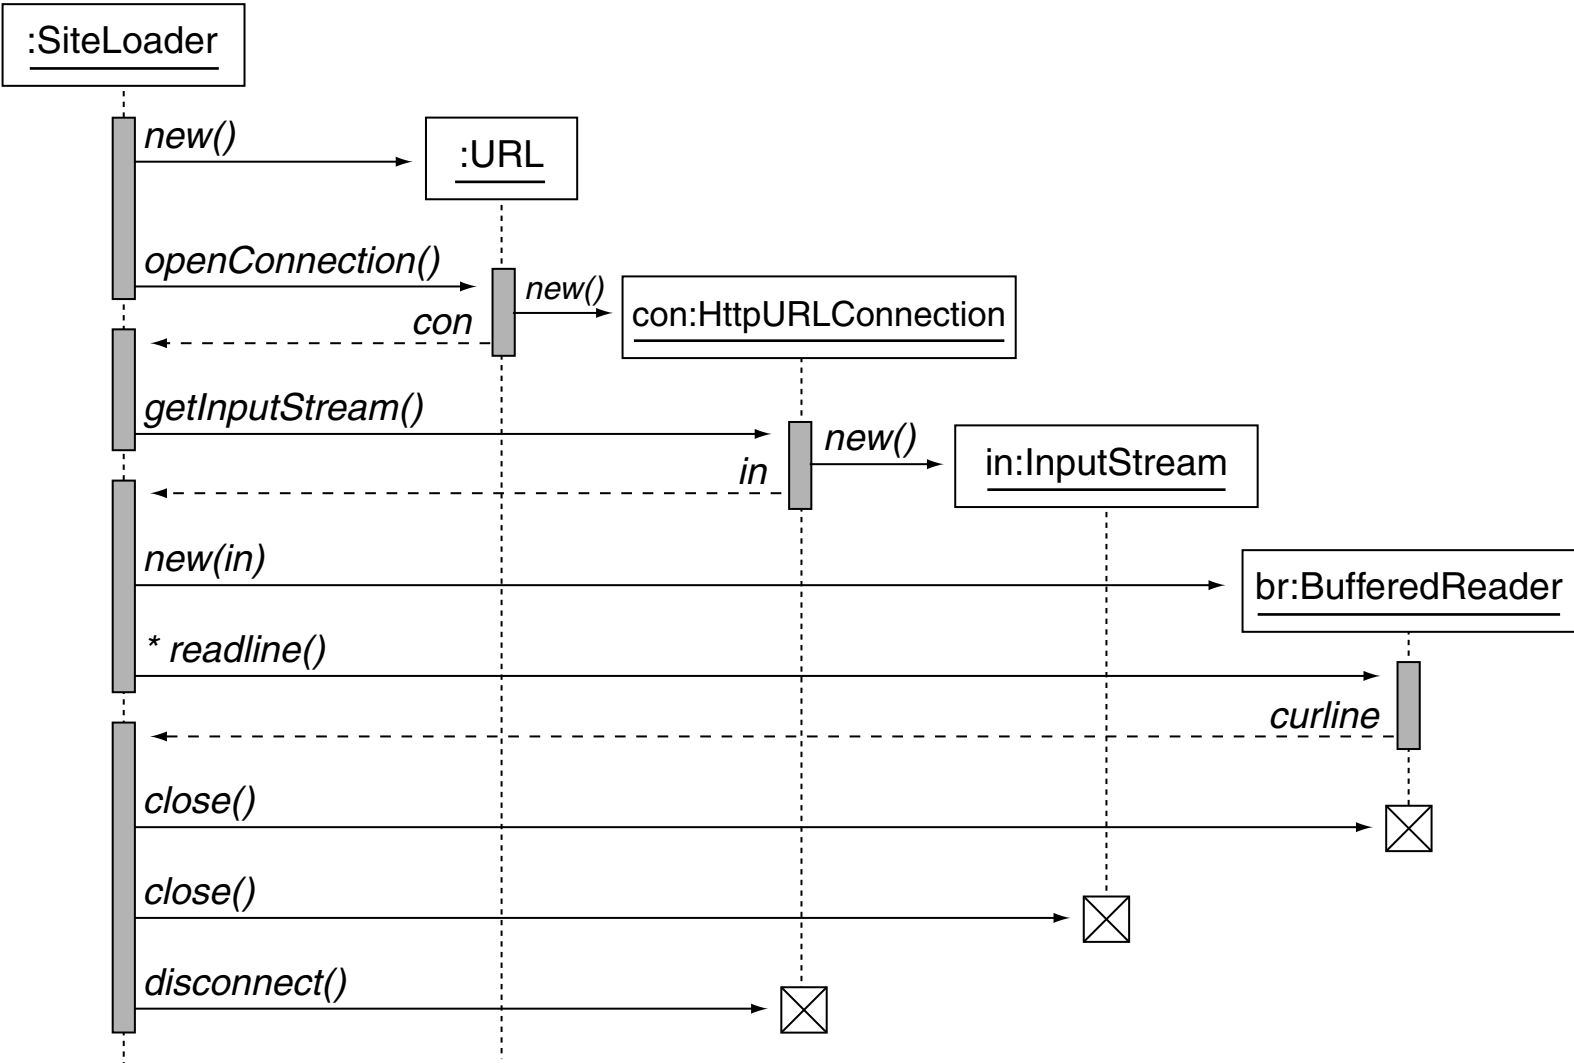 :SiteLoader
new()
:URL
openConnection()
new()
con:HttpURLConnection
con
getInputStream()
new()
in:InputStream
in
new(in)
br:BufferedReader
* readline()
curline
close()
close()
disconnect()